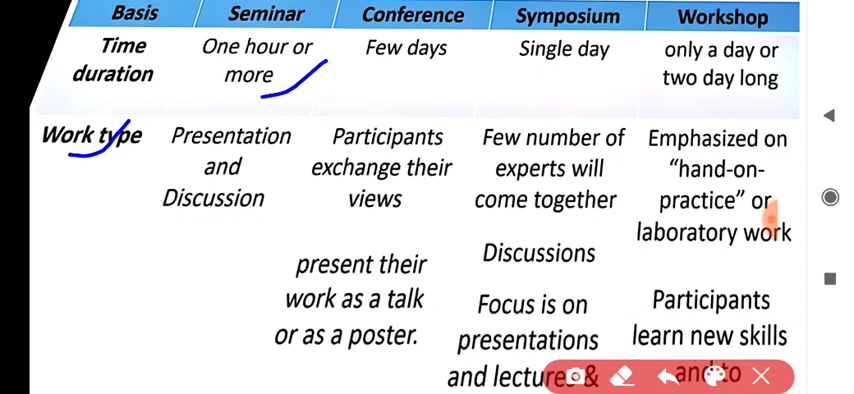 Basis Seminar Conference Symposium Workshop
Time duration
One hour or more
Few days
Single day
only a day or two day long
Work type
Presentation
and
Discussion
Participants
exchange their
views
present their
work as a talk
or as a poster.
Few number of
experts will
come together
Discussions
Focus is on
presentations
and lectures &
Emphasized on
"hand-on-
practice" or
laboratory work
Participants
learn new skills
and to